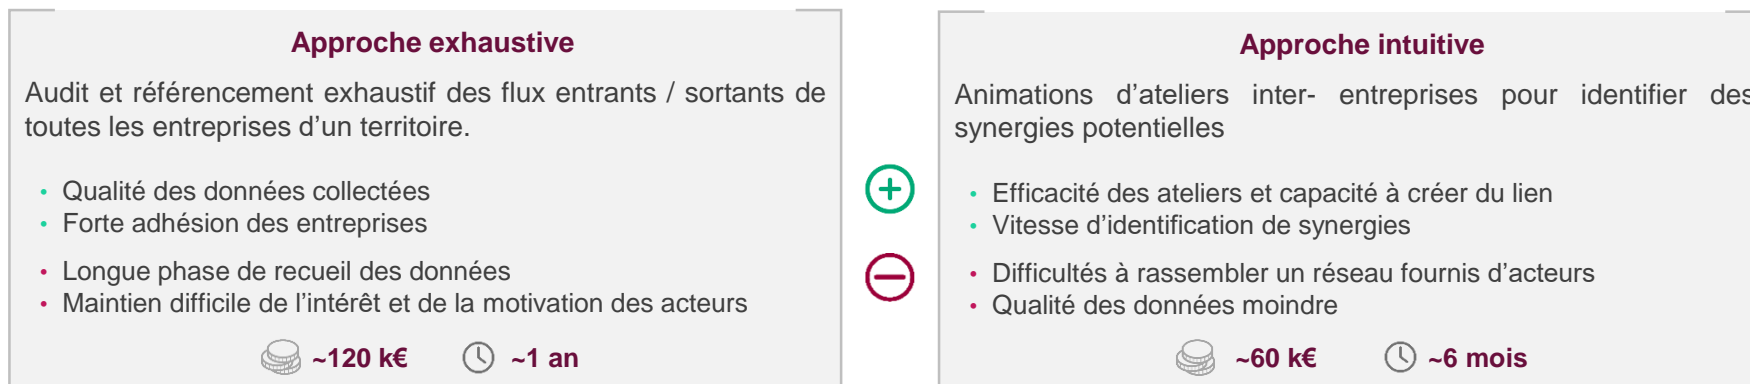 Approche exhaustive
Audit et référencement exhaustif des flux entrants / sortants de
toutes les entreprises d'un territoire.
• Qualité des données collectées
• Forte adhésion des entreprises
• Longue phase de recueil des données
• Maintien difficile de l'intérêt et de la motivation des acteurs
~120 k€ ~1 an
Approche intuitive
Animations d'ateliers inter- entreprises pour identifier des
synergies potentielles
• Efficacité des ateliers et capacité à créer du lien
• Vitesse d'identification de synergies
• Difficultés à rassembler un réseau fournis d'acteurs
• Qualité des données moindre
~60 k€ ~6 mois